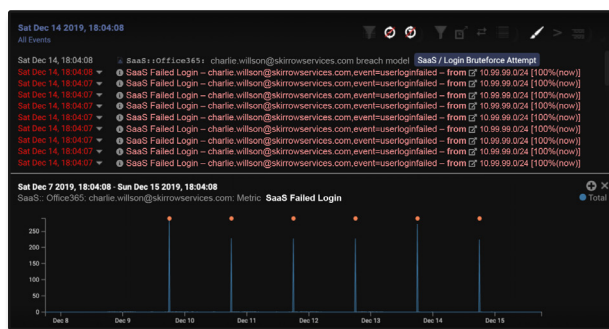 Sat Dec 14 2019, 18:04:08
All Events
Sat Dec 14, 18:04:08 SaaS::Office365: charlie.willson@skirrowservices.com breach model SaaS / Login Bruteforce Attempt
Sat Dec 14, 18:04:08 SaaS Failed Login – charlie.willson@skirrowservices.com,event=userloginfailed – from 10.99.99.0/24 [100%(now)]
Sat Dec 14, 18:04:07 SaaS Failed Login – charlie.willson@skirrowservices.com,event=userloginfailed – from 10.99.99.0/24 [100%(now)]
Sat Dec 14, 18:04:07 SaaS Failed Login – charlie.willson@skirrowservices.com,event=userloginfailed – from 10.99.99.0/24 [100%(now)]
Sat Dec 14, 18:04:07 SaaS Failed Login – charlie.willson@skirrowservices.com,event=userloginfailed – from 10.99.99.0/24 [100%(now)]
Sat Dec 14, 18:04:07 SaaS Failed Login – charlie.willson@skirrowservices.com,event=userloginfailed – from 10.99.99.0/24 [100%(now)]
Sat Dec 14, 18:04:07 SaaS Failed Login – charlie.willson@skirrowservices.com,event=userloginfailed – from 10.99.99.0/24 [100%(now)]
Sat Dec 14, 18:04:07 SaaS Failed Login – charlie.willson@skirrowservices.com,event=userloginfailed – from 10.99.99.0/24 [100%(now)]
Sat Dec 14, 18:04:07 SaaS Failed Login – charlie.willson@skirrowservices.com,event=userloginfailed – from 10.99.99.0/24 [100%(now)]
Sat Dec 7 2019, 18:04:08 - Sun Dec 15 2019, 18:04:08
SaaS:: Office365: charlie.willson@skirrowservices.com: Metric SaaS Failed Login
Total
250
200
150
100
50
0
Dec 8 Dec 9 Dec 10 Dec 11 Dec 12 Dec 13 Dec 14 Dec 15